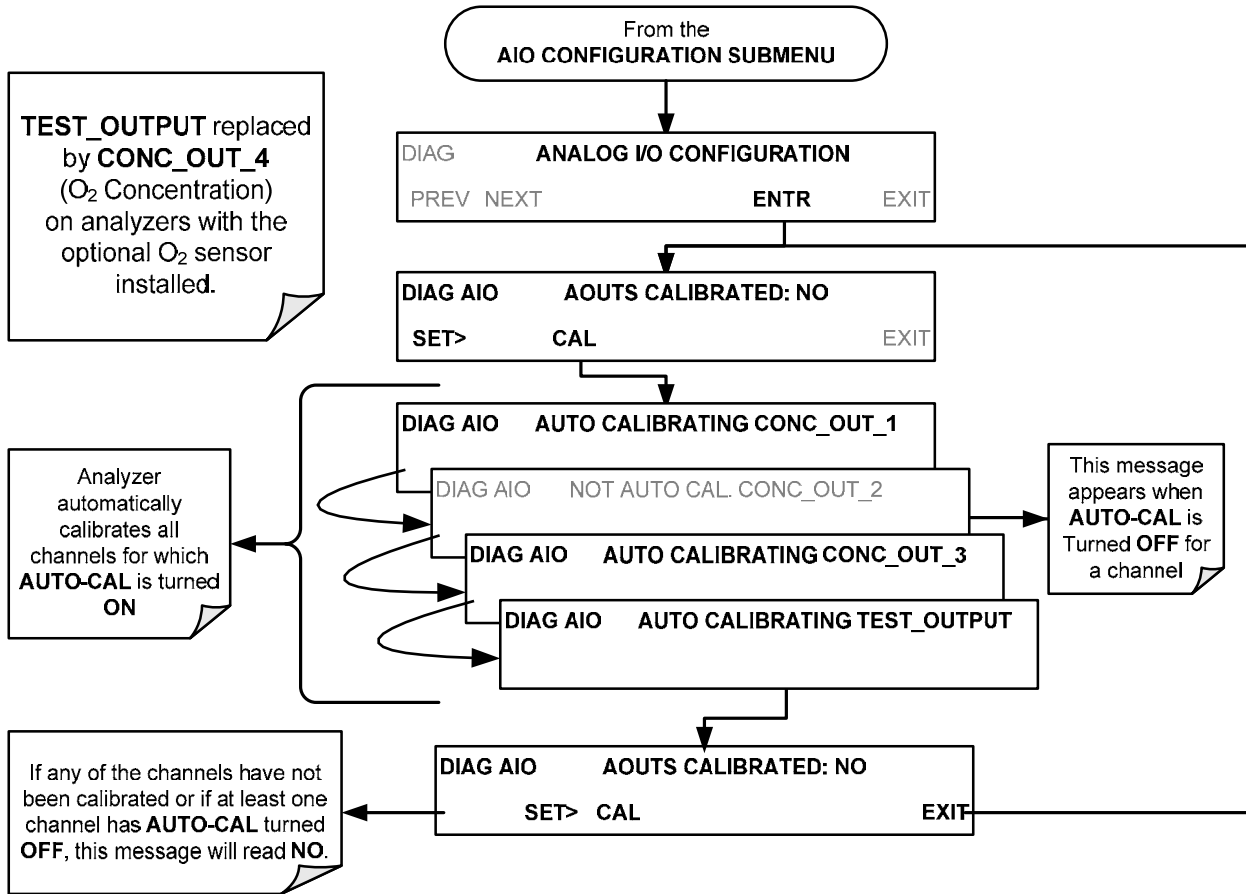 From the
AIO CONFIGURATION SUBMENU
TEST_OUTPUT replaced
by CONC_OUT_4
(O₂ Concentration)
on analyzers with the
optional O₂ sensor
installed.
DIAG ANALOG I/O CONFIGURATION
PREV NEXT ENTR EXIT
DIAG AIO AOUTS CALIBRATED: NO
SET> CAL EXIT
DIAG AIO AUTO CALIBRATING CONC_OUT_1
DIAG AIO NOT AUTO CAL. CONC_OUT_2
DIAG AIO AUTO CALIBRATING CONC_OUT_3
DIAG AIO AUTO CALIBRATING TEST_OUTPUT
Analyzer
automatically
calibrates all
channels for which
AUTO-CAL is turned
ON
This message
appears when
AUTO-CAL is
Turned OFF for
a channel
DIAG AIO AOUTS CALIBRATED: NO
SET> CAL EXIT
If any of the channels have not
been calibrated or if at least one
channel has AUTO-CAL turned
OFF, this message will read NO.